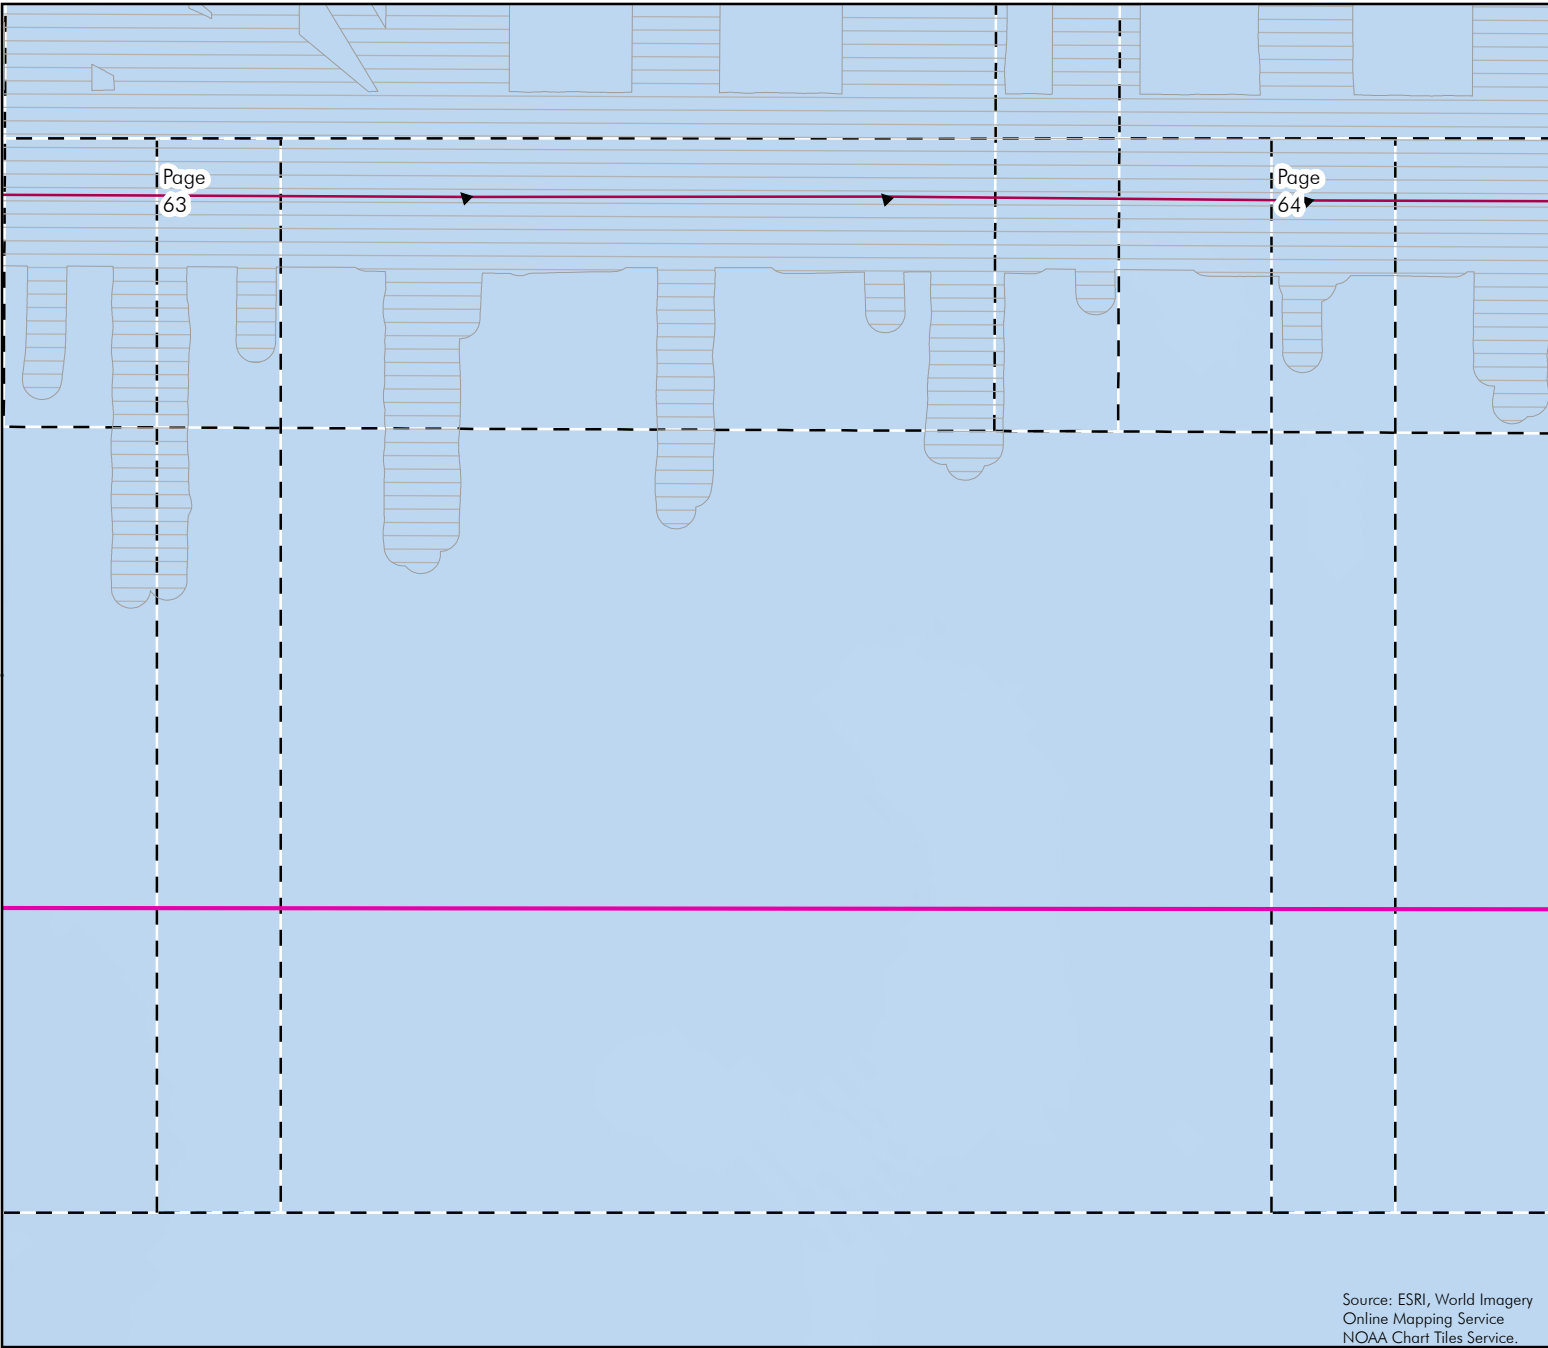 Page
63
Page
64
Source: ESRI, World Imagery
Online Mapping Service
NOAA Chart Tiles Service.